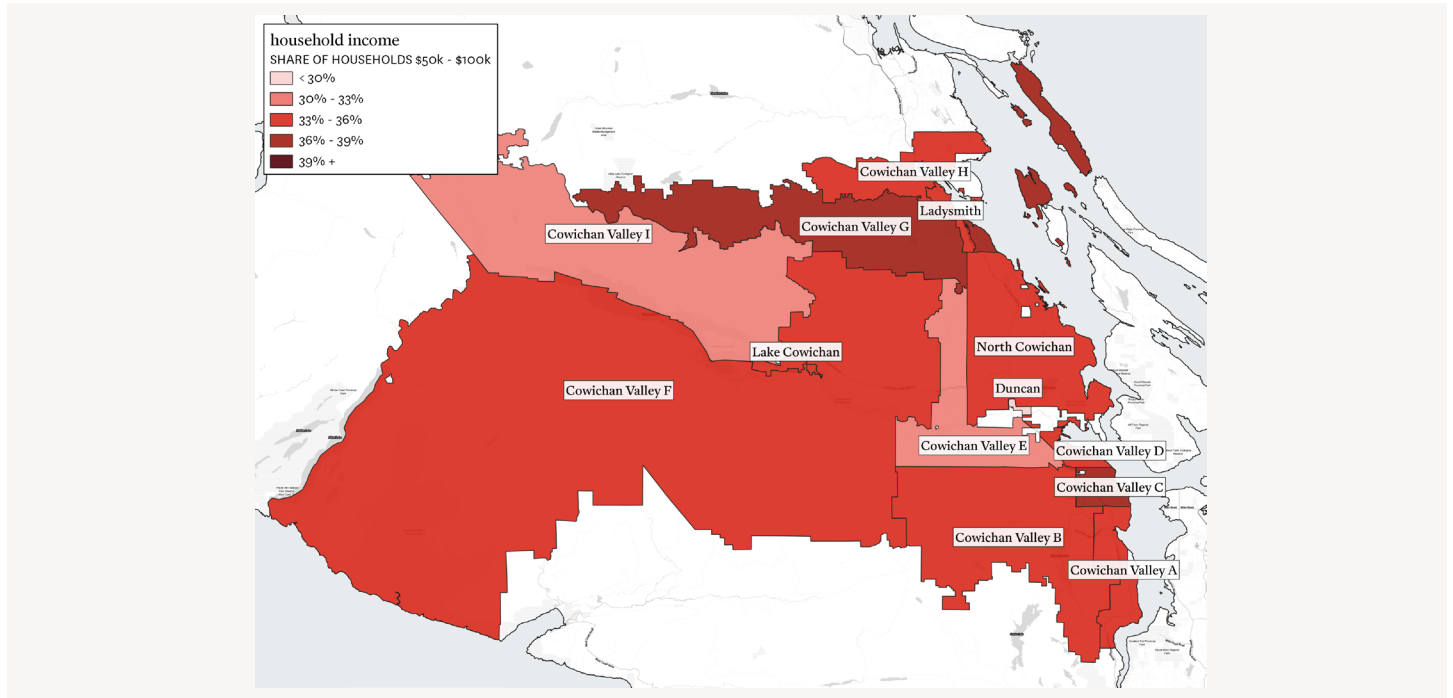 household income
SHARE OF HOUSEHOLDS $50k - $100k
< 30%
30% - 33%
33% - 36%
36% - 39%
39% +
Cowichan Valley H
Ladysmith
Cowichan Valley G
Cowichan Valley I
North Cowichan
Lake Cowichan
Duncan
Cowichan Valley F
Cowichan Valley E
Cowichan Valley D
Cowichan Valley C
Cowichan Valley B
Cowichan Valley A